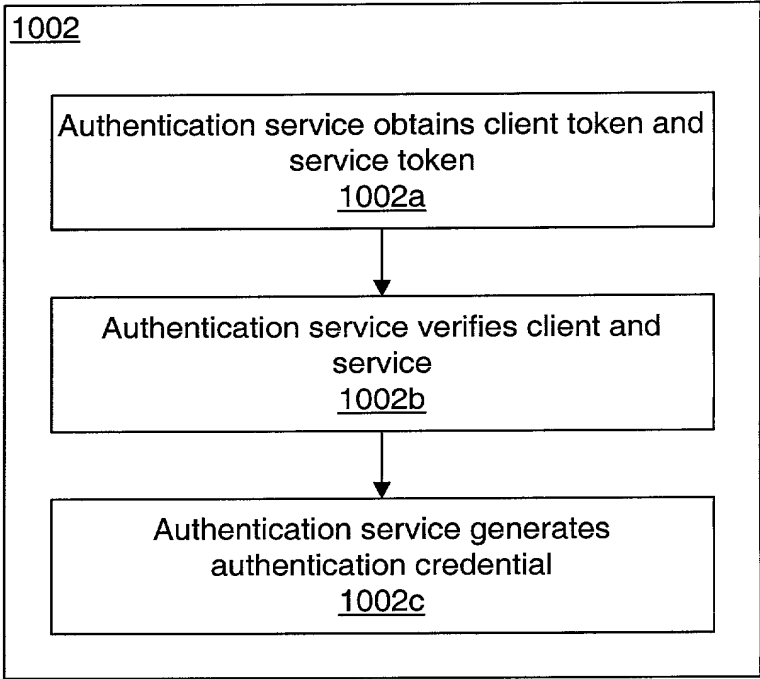 1002
Authentication service obtains client token and
service token
1002a
Authentication service verifies client and
service
1002b
Authentication service generates
authentication credential
1002c